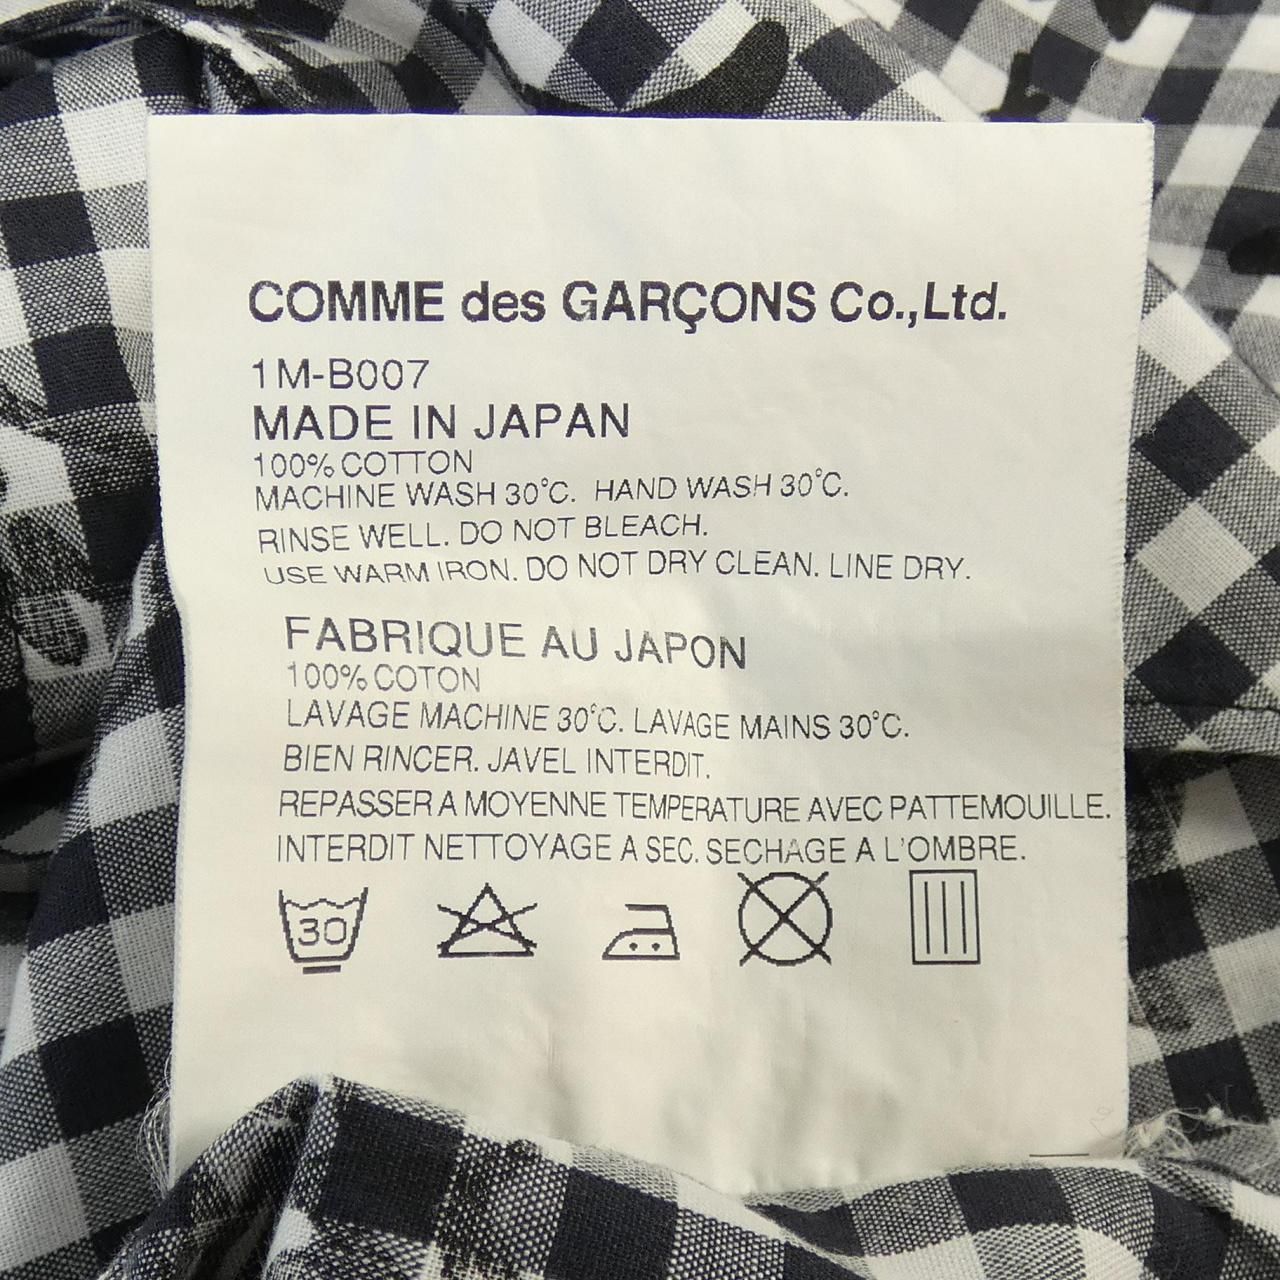 COMME des GARÇONS Co.,Ltd.
1M-B007
MADE IN JAPAN
100% COTTON
MACHINE WASH 30°C. HAND WASH 30°C.
RINSE WELL. DO NOT BLEACH.
USE WARM IRON. DO NOT DRY CLEAN. LINE DRY.
FABRIQUE AU JAPON
100% COTON
LAVAGE MACHINE 30°C. LAVAGE MAINS 30°C.
BIEN RINCER. JAVEL INTERDIT.
REPASSER A MOYENNE TEMPERATURE AVEC PATTEMOUILLE.
INTERDIT NETTOYAGE A SEC. SECHAGE A L'OMBRE.
30